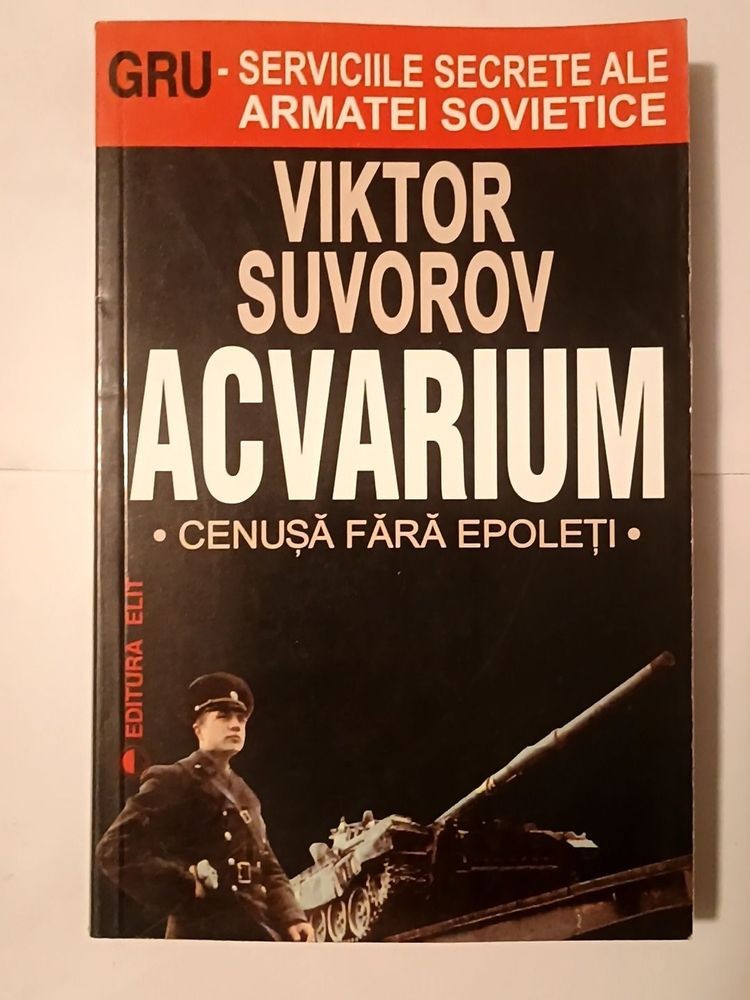 GRU - SERVICIILE SECRETE ALE
ARMATEI SOVIETICE
VIKTOR
SUVOROV
ACVARIUM
• CENUȘĂ FĂRĂ EPOLEȚI •
EDITURA ELIT